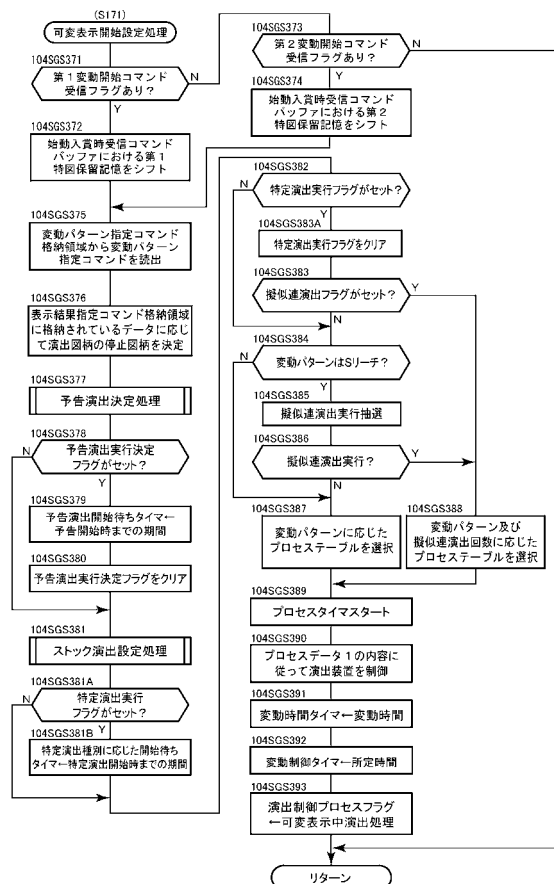 (S171)
可変表示開始設定処理
104SGS371
第1変動開始コマンド
受信フラグあり?
N
Y
104SGS372
始動入賞時受信コマンド
バッファにおける第1
特図保留記憶をシフト
104SGS373
第2変動開始コマンド
受信フラグあり?
N
Y
104SGS374
始動入賞時受信コマンド
バッファにおける第2
特図保留記憶をシフト
104SGS375
変動パターン指定コマンド
格納領域から変動パターン
指定コマンドを読出
104SGS376
表示結果指定コマンド格納領域
に格納されているデータに応じ
て演出図柄の停止図柄を決定
104SGS377
予告演出決定処理
104SGS378
予告演出実行決定
フラグがセット?
N
Y
104SGS379
予告演出開始待ちタイマ←
予告開始時までの期間
104SGS380
予告演出実行決定フラグをクリア
104SGS381
ストック演出設定処理
104SGS381A
特定演出実行
フラグがセット?
N
Y
104SGS381B
特定演出種別に応じた開始待ち
タイマ←特定演出開始時までの期間
104SGS382
特定演出実行フラグがセット?
N
Y
104SGS383A
特定演出実行フラグをクリア
104SGS383
擬似連演出フラグがセット?
Y
N
104SGS384
変動パターンはSリーチ?
N
Y
104SGS385
擬似連演出実行抽選
104SGS386
擬似連演出実行?
Y
N
104SGS387
変動パターンに応じた
プロセステーブルを選択
104SGS388
変動パターン及び
擬似連演出回数に応じた
プロセステーブルを選択
104SGS389
プロセスタイマスタート
104SGS390
プロセスデータ1の内容に
従って演出装置を制御
104SGS391
変動時間タイマ←変動時間
104SGS392
変動制御タイマ←所定時間
104SGS393
演出制御プロセスフラグ
←可変表示中演出処理
リターン